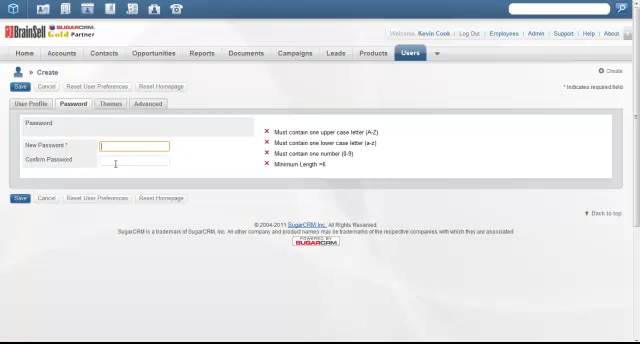 BrainSell SUGARCRM Gold Partner
Welcome, Kevin Cook | Log Out | Employees | Admin | Support | Help | About
Home Accounts Contacts Opportunities Reports Documents Campaigns Leads Products Users
» Create
Create
Save Cancel Reset User Preferences Reset Homepage
* Indicates required field
User Profile Password Themes Advanced
Password
Must contain one upper case letter (A-Z)
New Password *
Must contain one lower case letter (a-z)
Must contain one number (0-9)
Confirm Password
Minimum Length =6
Save Cancel Reset User Preferences Reset Homepage
Back to top
© 2004-2011 SugarCRM Inc. All Rights Reserved.
SugarCRM is a trademark of SugarCRM, Inc. All other company and product names may be trademarks of the respective companies with which they are associated.
POWERED BY
SUGARCRM